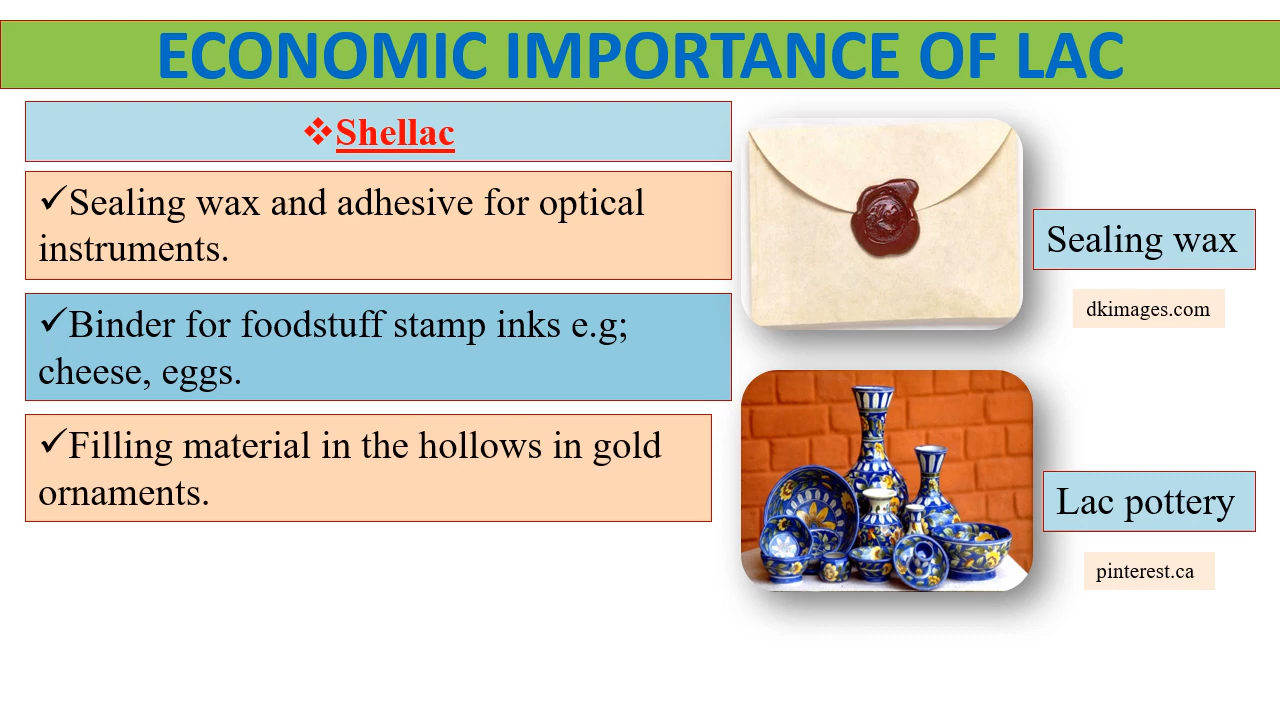 ECONOMIC IMPORTANCE OF LAC
❖Shellac
✓Sealing wax and adhesive for optical
instruments.
✓Binder for foodstuff stamp inks e.g;
cheese, eggs.
✓Filling material in the hollows in gold
ornaments.
Sealing wax
dkimages.com
Lac pottery
pinterest.ca